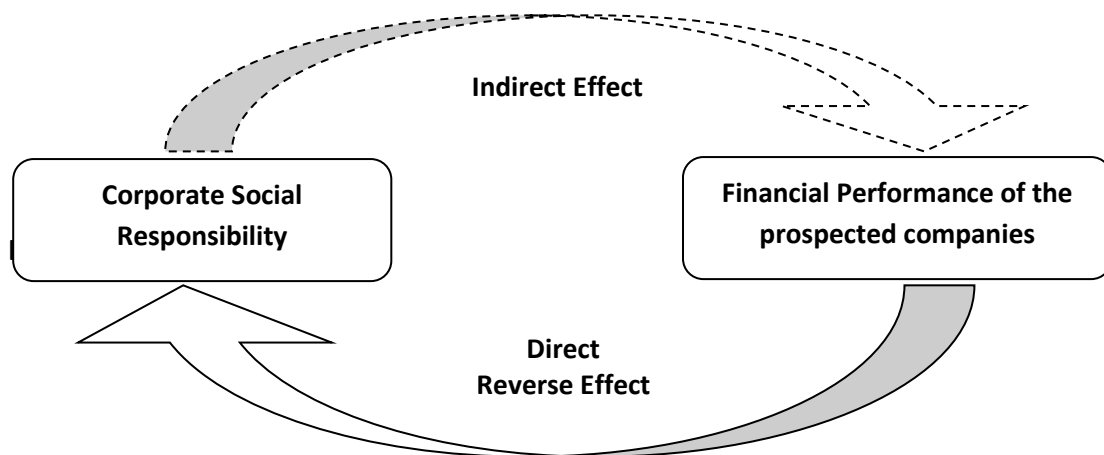 Indirect Effect
Corporate Social
Responsibility
Financial Performance of the
prospected companies
Direct
Reverse Effect